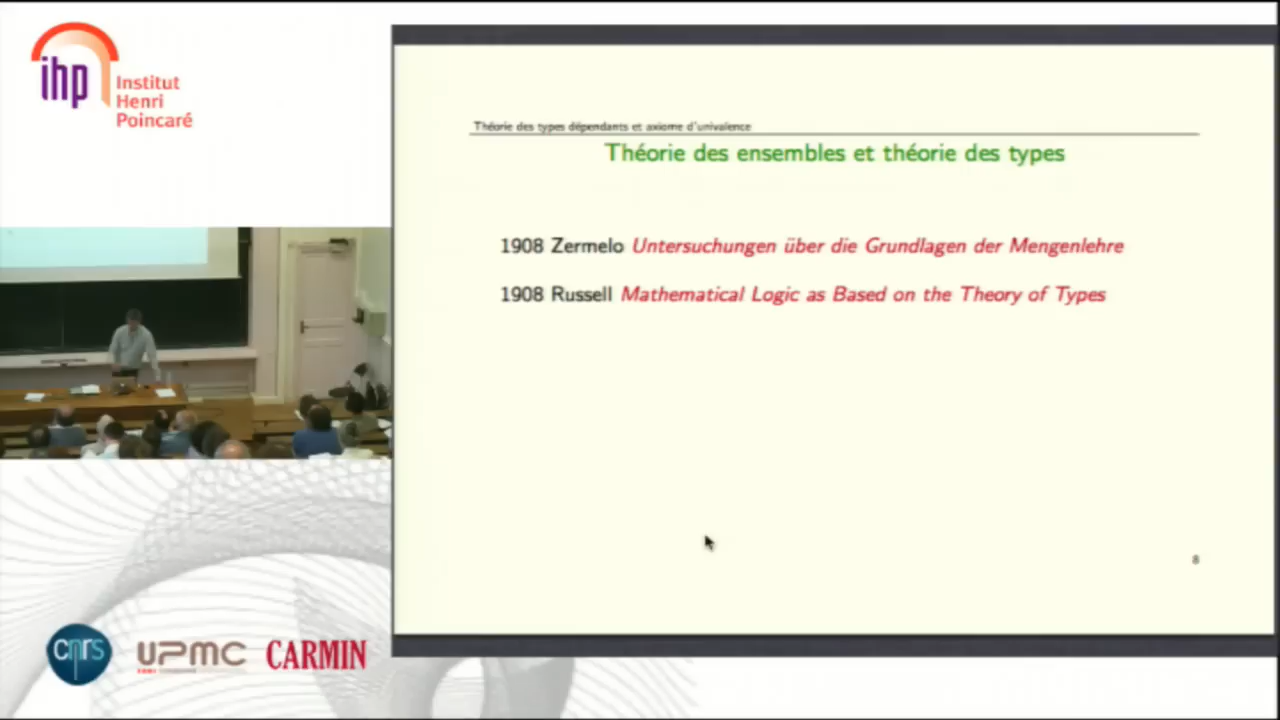 ihp
Institut
Henri
Poincaré
Théorie des types dépendants et axiome d'univalence
Théorie des ensembles et théorie des types
1908 Zermelo Untersuchungen über die Grundlagen der Mengenlehre
1908 Russell Mathematical Logic as Based on the Theory of Types
8
cnrs
UPMC
CARMIN